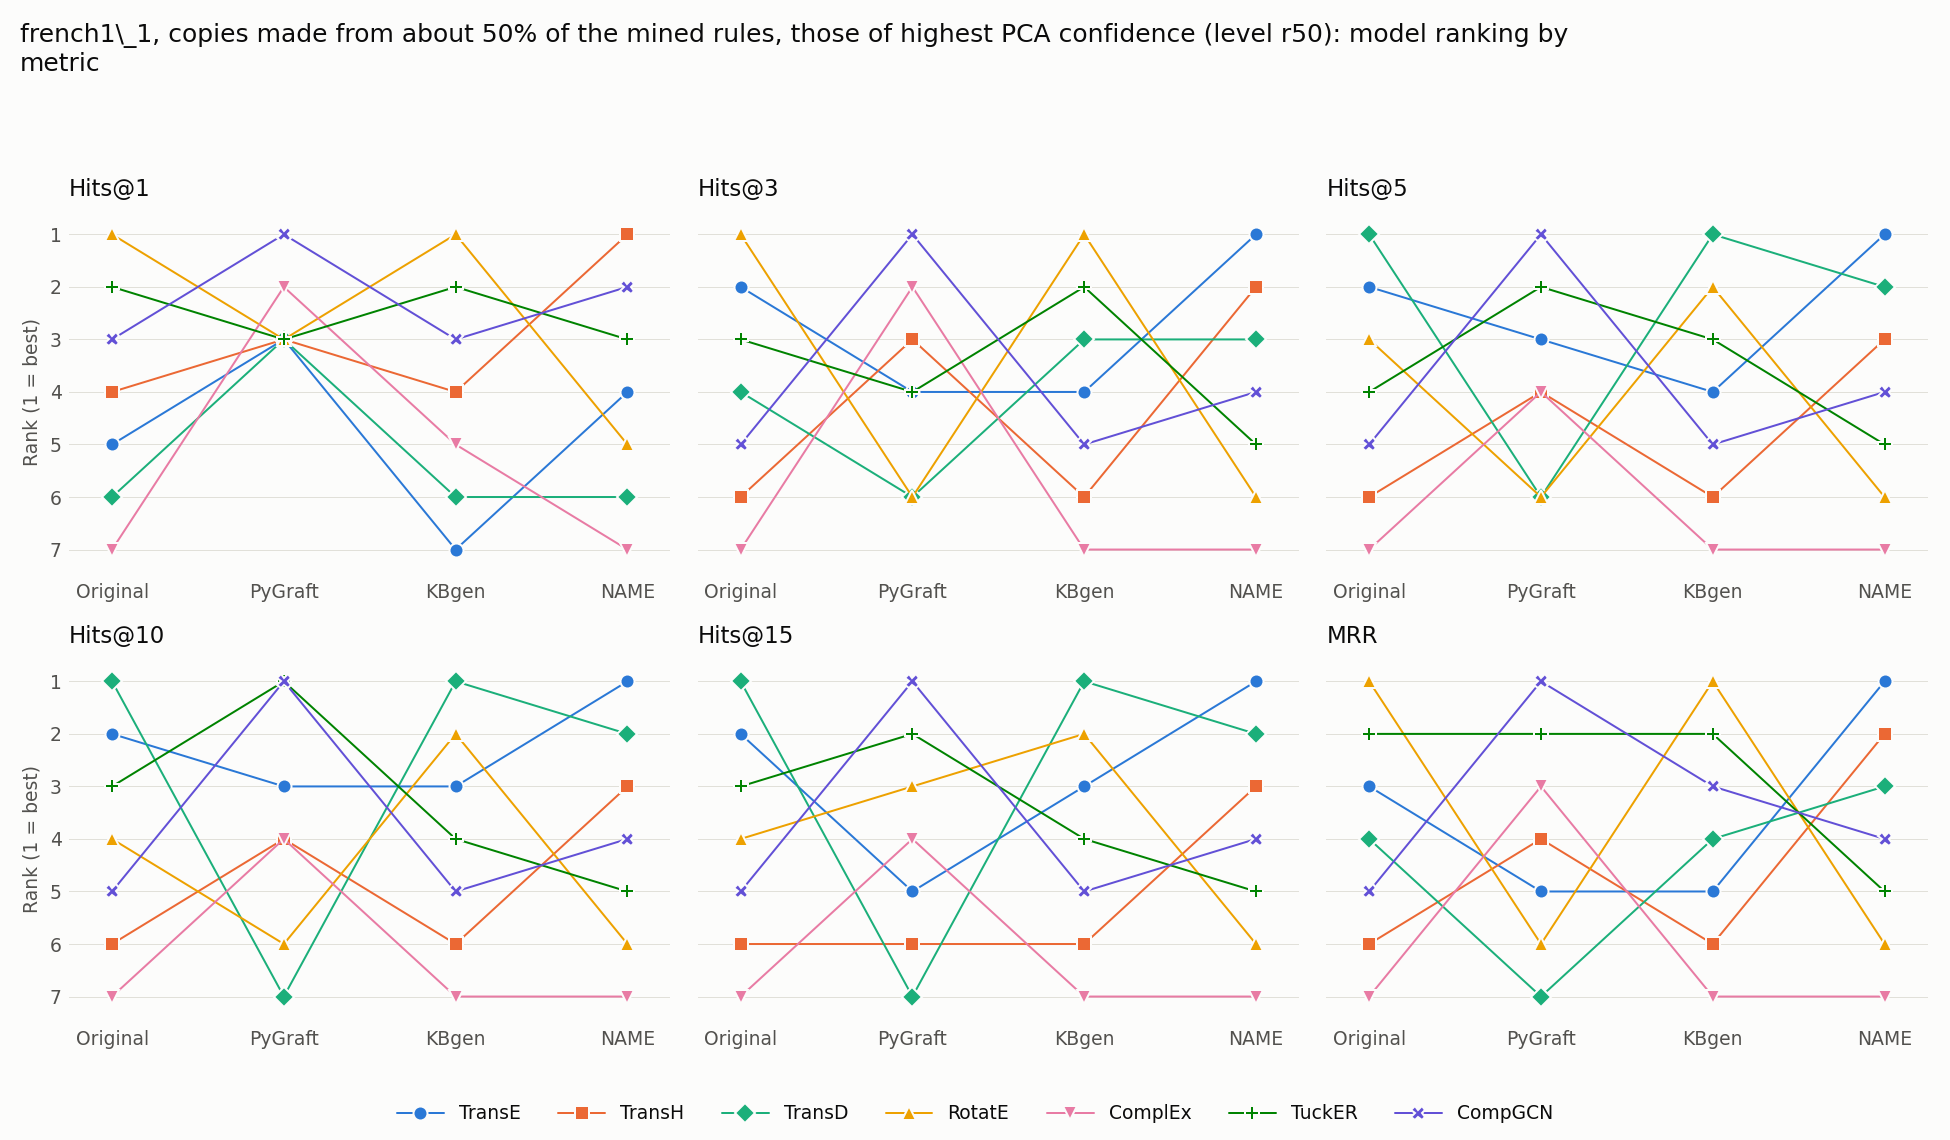 french1\_1, copies made from about 50% of the mined rules, those of highest PCA confidence (level r50): model ranking by
metric
Hits@1
Hits@3
Hits@5
Rank (1 = best)
1
2
3
4
5
6
7
Original PyGraft KBgen NAME
Original PyGraft KBgen NAME
Original PyGraft KBgen NAME
Hits@10
Hits@15
MRR
Rank (1 = best)
1
2
3
4
5
6
7
Original PyGraft KBgen NAME
Original PyGraft KBgen NAME
Original PyGraft KBgen NAME
TransE TransH TransD RotatE ComplEx TuckER CompGCN